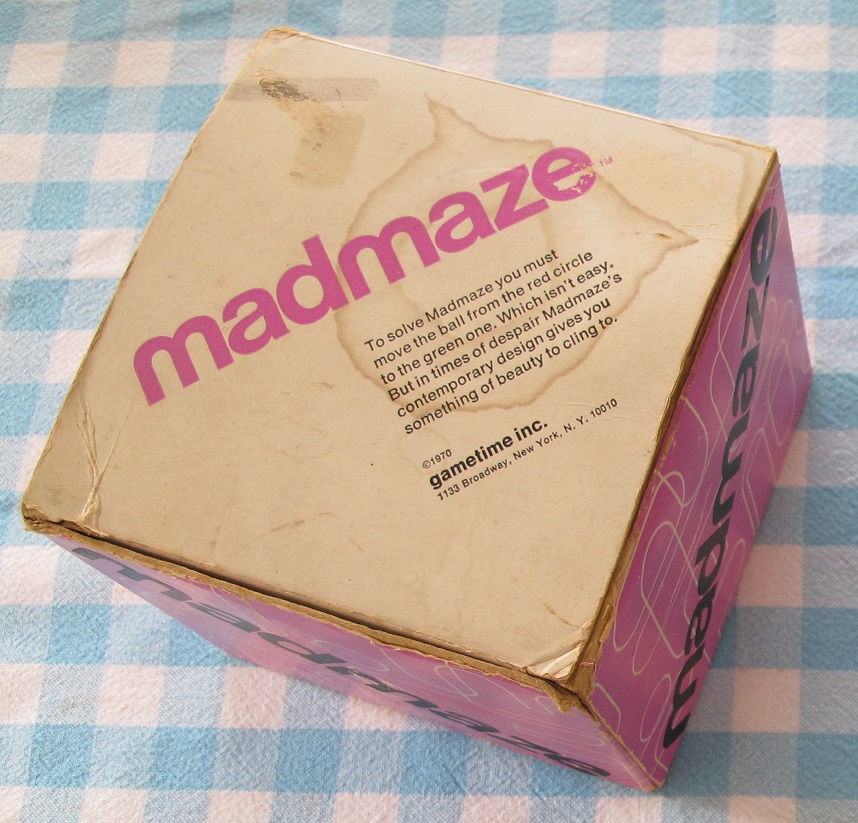 madmaze™
To solve Madmaze you must
move the ball from the red circle
to the green one. Which isn't easy.
But in times of despair Madmaze's
contemporary design gives you
something of beauty to cling to.
©1970
gametime inc.
1133 Broadway, New York, N. Y. 10010
madmaze
madmaze